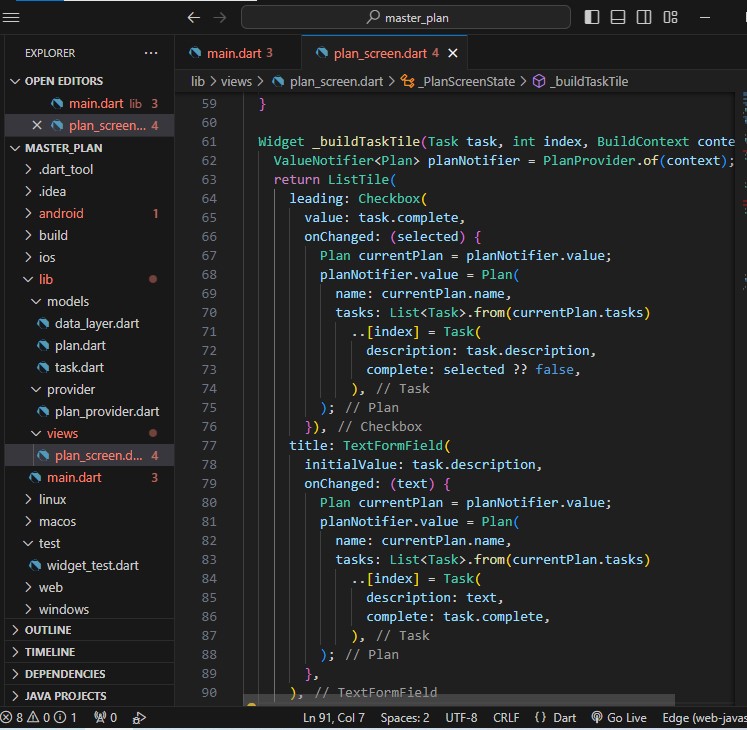 master_plan
EXPLORER
main.dart 3
plan_screen.dart 4
lib > views > plan_screen.dart > _PlanScreenState > _buildTaskTile
OPEN EDITORS
main.dart lib 3
plan_screen... 4
MASTER_PLAN
.dart_tool
.idea
android 1
build
ios
lib
models
data_layer.dart
plan.dart
task.dart
provider
plan_provider.dart
views
plan_screen.d... 4
main.dart 3
linux
macos
test
widget_test.dart
web
windows
OUTLINE
TIMELINE
DEPENDENCIES
JAVA PROJECTS
59 }
60
61 Widget _buildTaskTile(Task task, int index, BuildContext conte
62 ValueNotifier<Plan> planNotifier = PlanProvider.of(context);
63 return ListTile(
64 leading: Checkbox(
65 value: task.complete,
66 onChanged: (selected) {
67 Plan currentPlan = planNotifier.value;
68 planNotifier.value = Plan(
69 name: currentPlan.name,
70 tasks: List<Task>.from(currentPlan.tasks)
71 ..[index] = Task(
72 description: task.description,
73 complete: selected ?? false,
74 ), // Task
75 ); // Plan
76 }), // Checkbox
77 title: TextFormField(
78 initialValue: task.description,
79 onChanged: (text) {
80 Plan currentPlan = planNotifier.value;
81 planNotifier.value = Plan(
82 name: currentPlan.name,
83 tasks: List<Task>.from(currentPlan.tasks)
84 ..[index] = Task(
85 description: text,
86 complete: task.complete,
87 ), // Task
88 ); // Plan
89 },
90 ), // TextFormField
8 0 1 0 Ln 91, Col 7 Spaces: 2 UTF-8 CRLF {} Dart Go Live Edge (web-javas